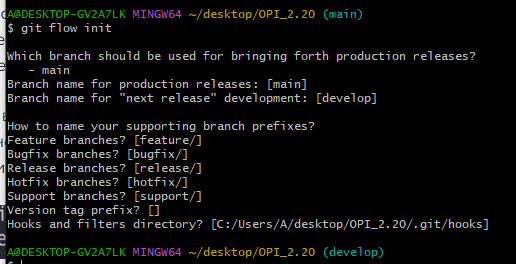 A@DESKTOP-GV2A7LK MINGW64 ~/desktop/OPI_2.20 (main)
$ git flow init
Which branch should be used for bringing forth production releases?
- main
Branch name for production releases: [main]
Branch name for "next release" development: [develop]
How to name your supporting branch prefixes?
Feature branches? [feature/]
Bugfix branches? [bugfix/]
Release branches? [release/]
Hotfix branches? [hotfix/]
Support branches? [support/]
Version tag prefix? []
Hooks and filters directory? [C:/Users/A/desktop/OPI_2.20/.git/hooks]
A@DESKTOP-GV2A7LK MINGW64 ~/desktop/OPI_2.20 (develop)